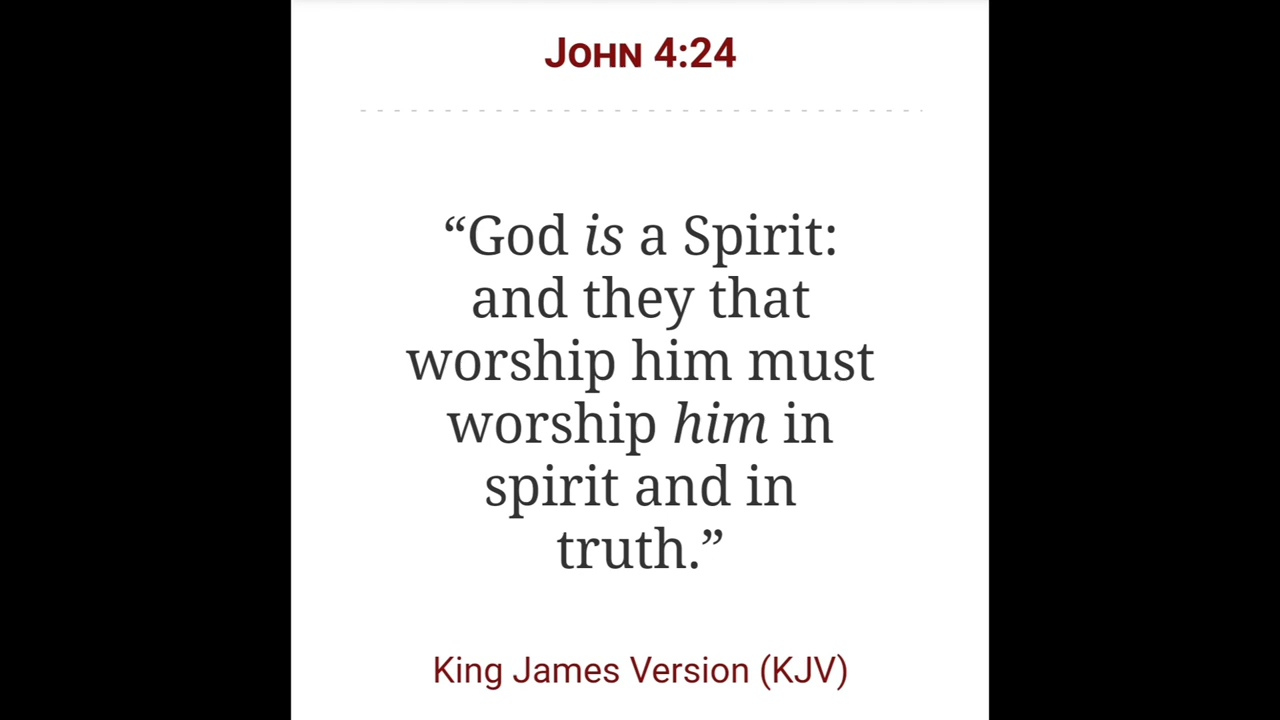 John 4:24
“God is a Spirit:
and they that
worship him must
worship him in
spirit and in
truth.”
King James Version (KJV)